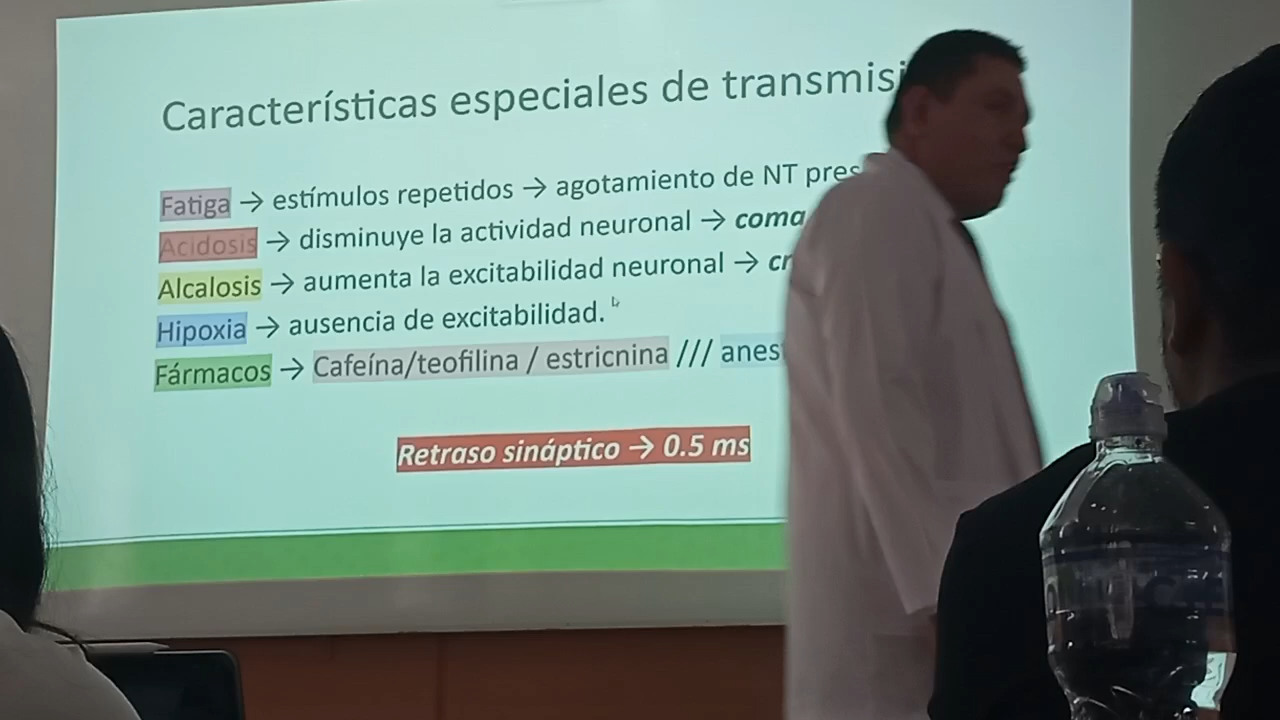 Características especiales de transmisi
Fatiga → estímulos repetidos → agotamiento de NT pres
Acidosis → disminuye la actividad neuronal → coma
Alcalosis → aumenta la excitabilidad neuronal → cr
Hipoxia → ausencia de excitabilidad.
Fármacos → Cafeína/teofilina / estricnina /// anes
Retraso sináptico → 0.5 ms